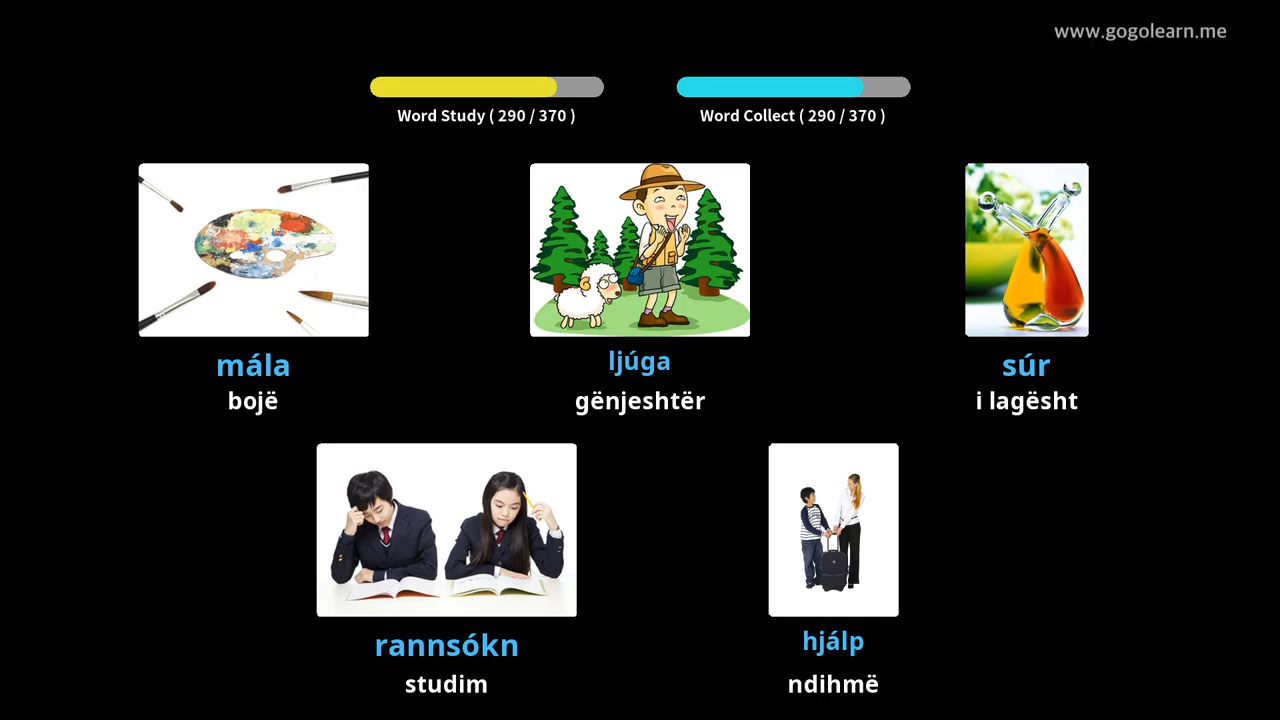 www.gogolearn.me
Word Study ( 290 / 370 )
Word Collect ( 290 / 370 )
mála
bojë
ljúga
gënjeshtër
súr
i lagësht
rannsókn
studim
hjálp
ndihmë